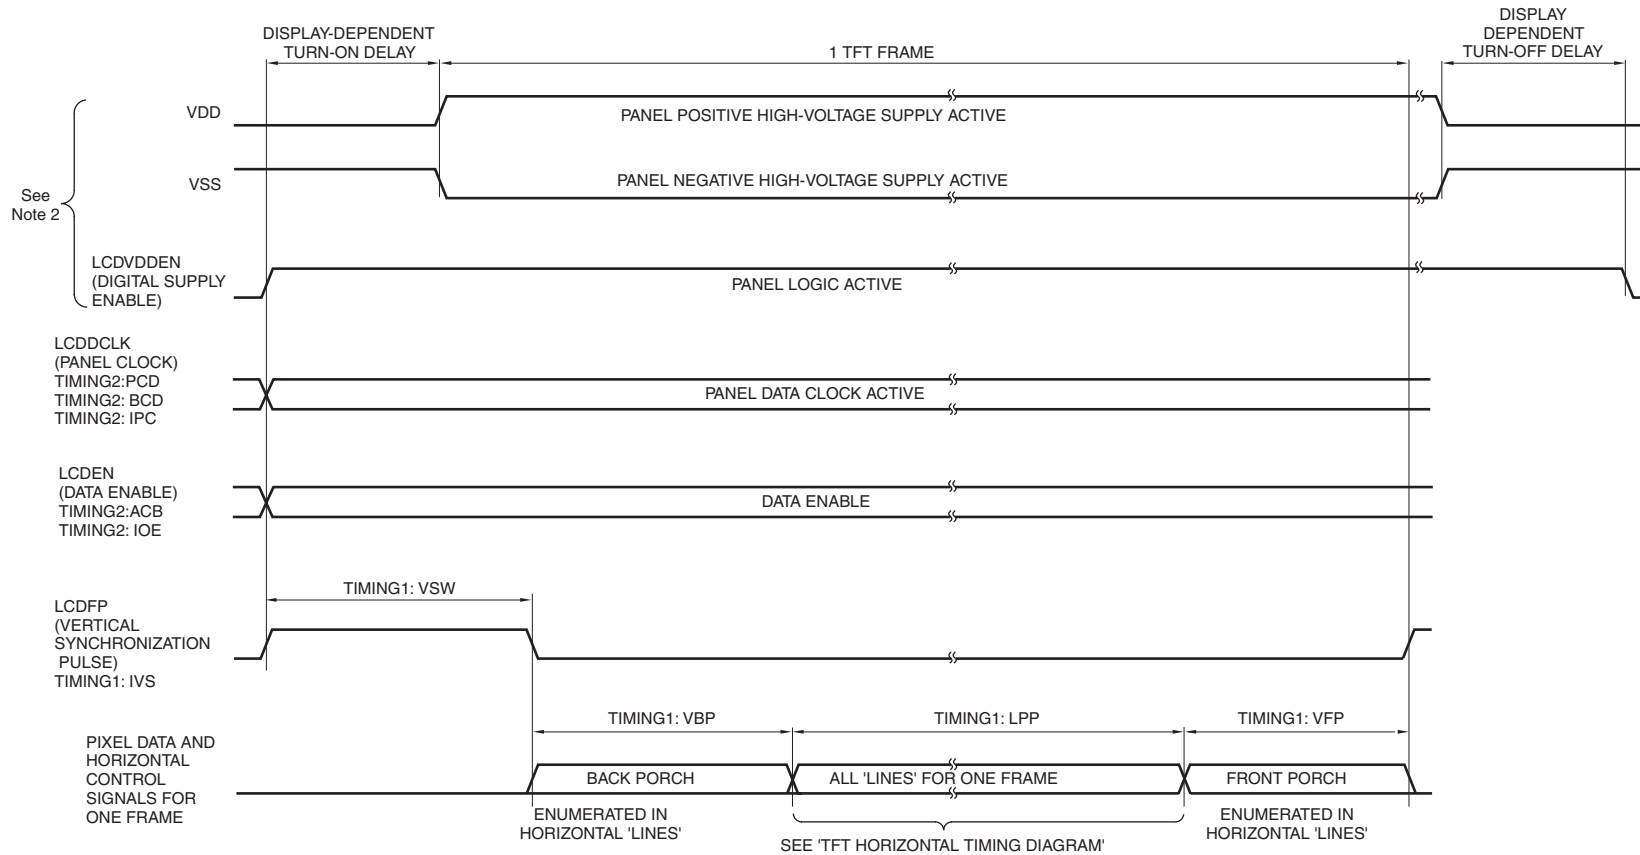 DISPLAY-DEPENDENT
TURN-ON DELAY
1 TFT FRAME
DISPLAY
DEPENDENT
TURN-OFF DELAY
VDD
PANEL POSITIVE HIGH-VOLTAGE SUPPLY ACTIVE
VSS
PANEL NEGATIVE HIGH-VOLTAGE SUPPLY ACTIVE
See
Note 2
LCDVDDEN
(DIGITAL SUPPLY
ENABLE)
PANEL LOGIC ACTIVE
LCDDCLK
(PANEL CLOCK)
TIMING2:PCD
TIMING2: BCD
TIMING2: IPC
PANEL DATA CLOCK ACTIVE
LCDEN
(DATA ENABLE)
TIMING2:ACB
TIMING2: IOE
DATA ENABLE
TIMING1: VSW
LCDFP
(VERTICAL
SYNCHRONIZATION
PULSE)
TIMING1: IVS
TIMING1: VBP
TIMING1: LPP
TIMING1: VFP
PIXEL DATA AND
HORIZONTAL
CONTROL
SIGNALS FOR
ONE FRAME
BACK PORCH
ALL 'LINES' FOR ONE FRAME
FRONT PORCH
ENUMERATED IN
HORIZONTAL 'LINES'
SEE 'TFT HORIZONTAL TIMING DIAGRAM'
ENUMERATED IN
HORIZONTAL 'LINES'